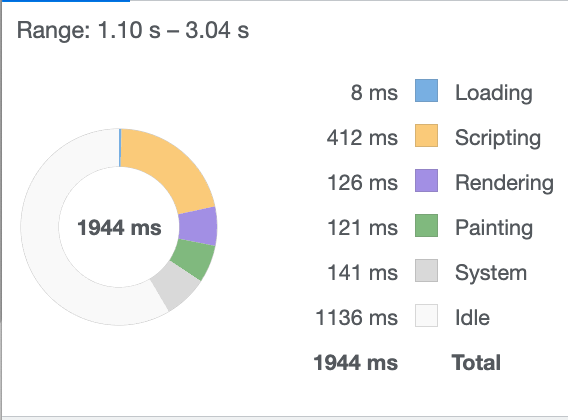 Range: 1.10 s – 3.04 s
8 ms Loading
412 ms Scripting
126 ms Rendering
1944 ms
121 ms Painting
141 ms System
1136 ms Idle
1944 ms Total